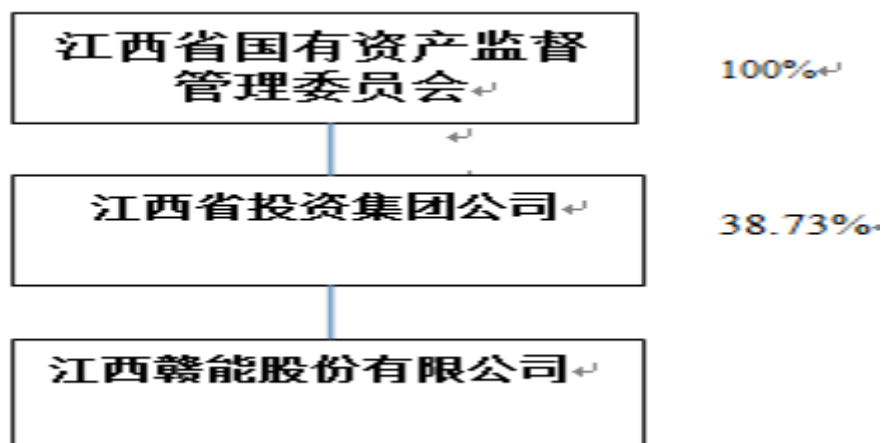 江西省国有资产监督
管理委员会
100%
江西省投资集团公司
38.73%
江西赣能股份有限公司